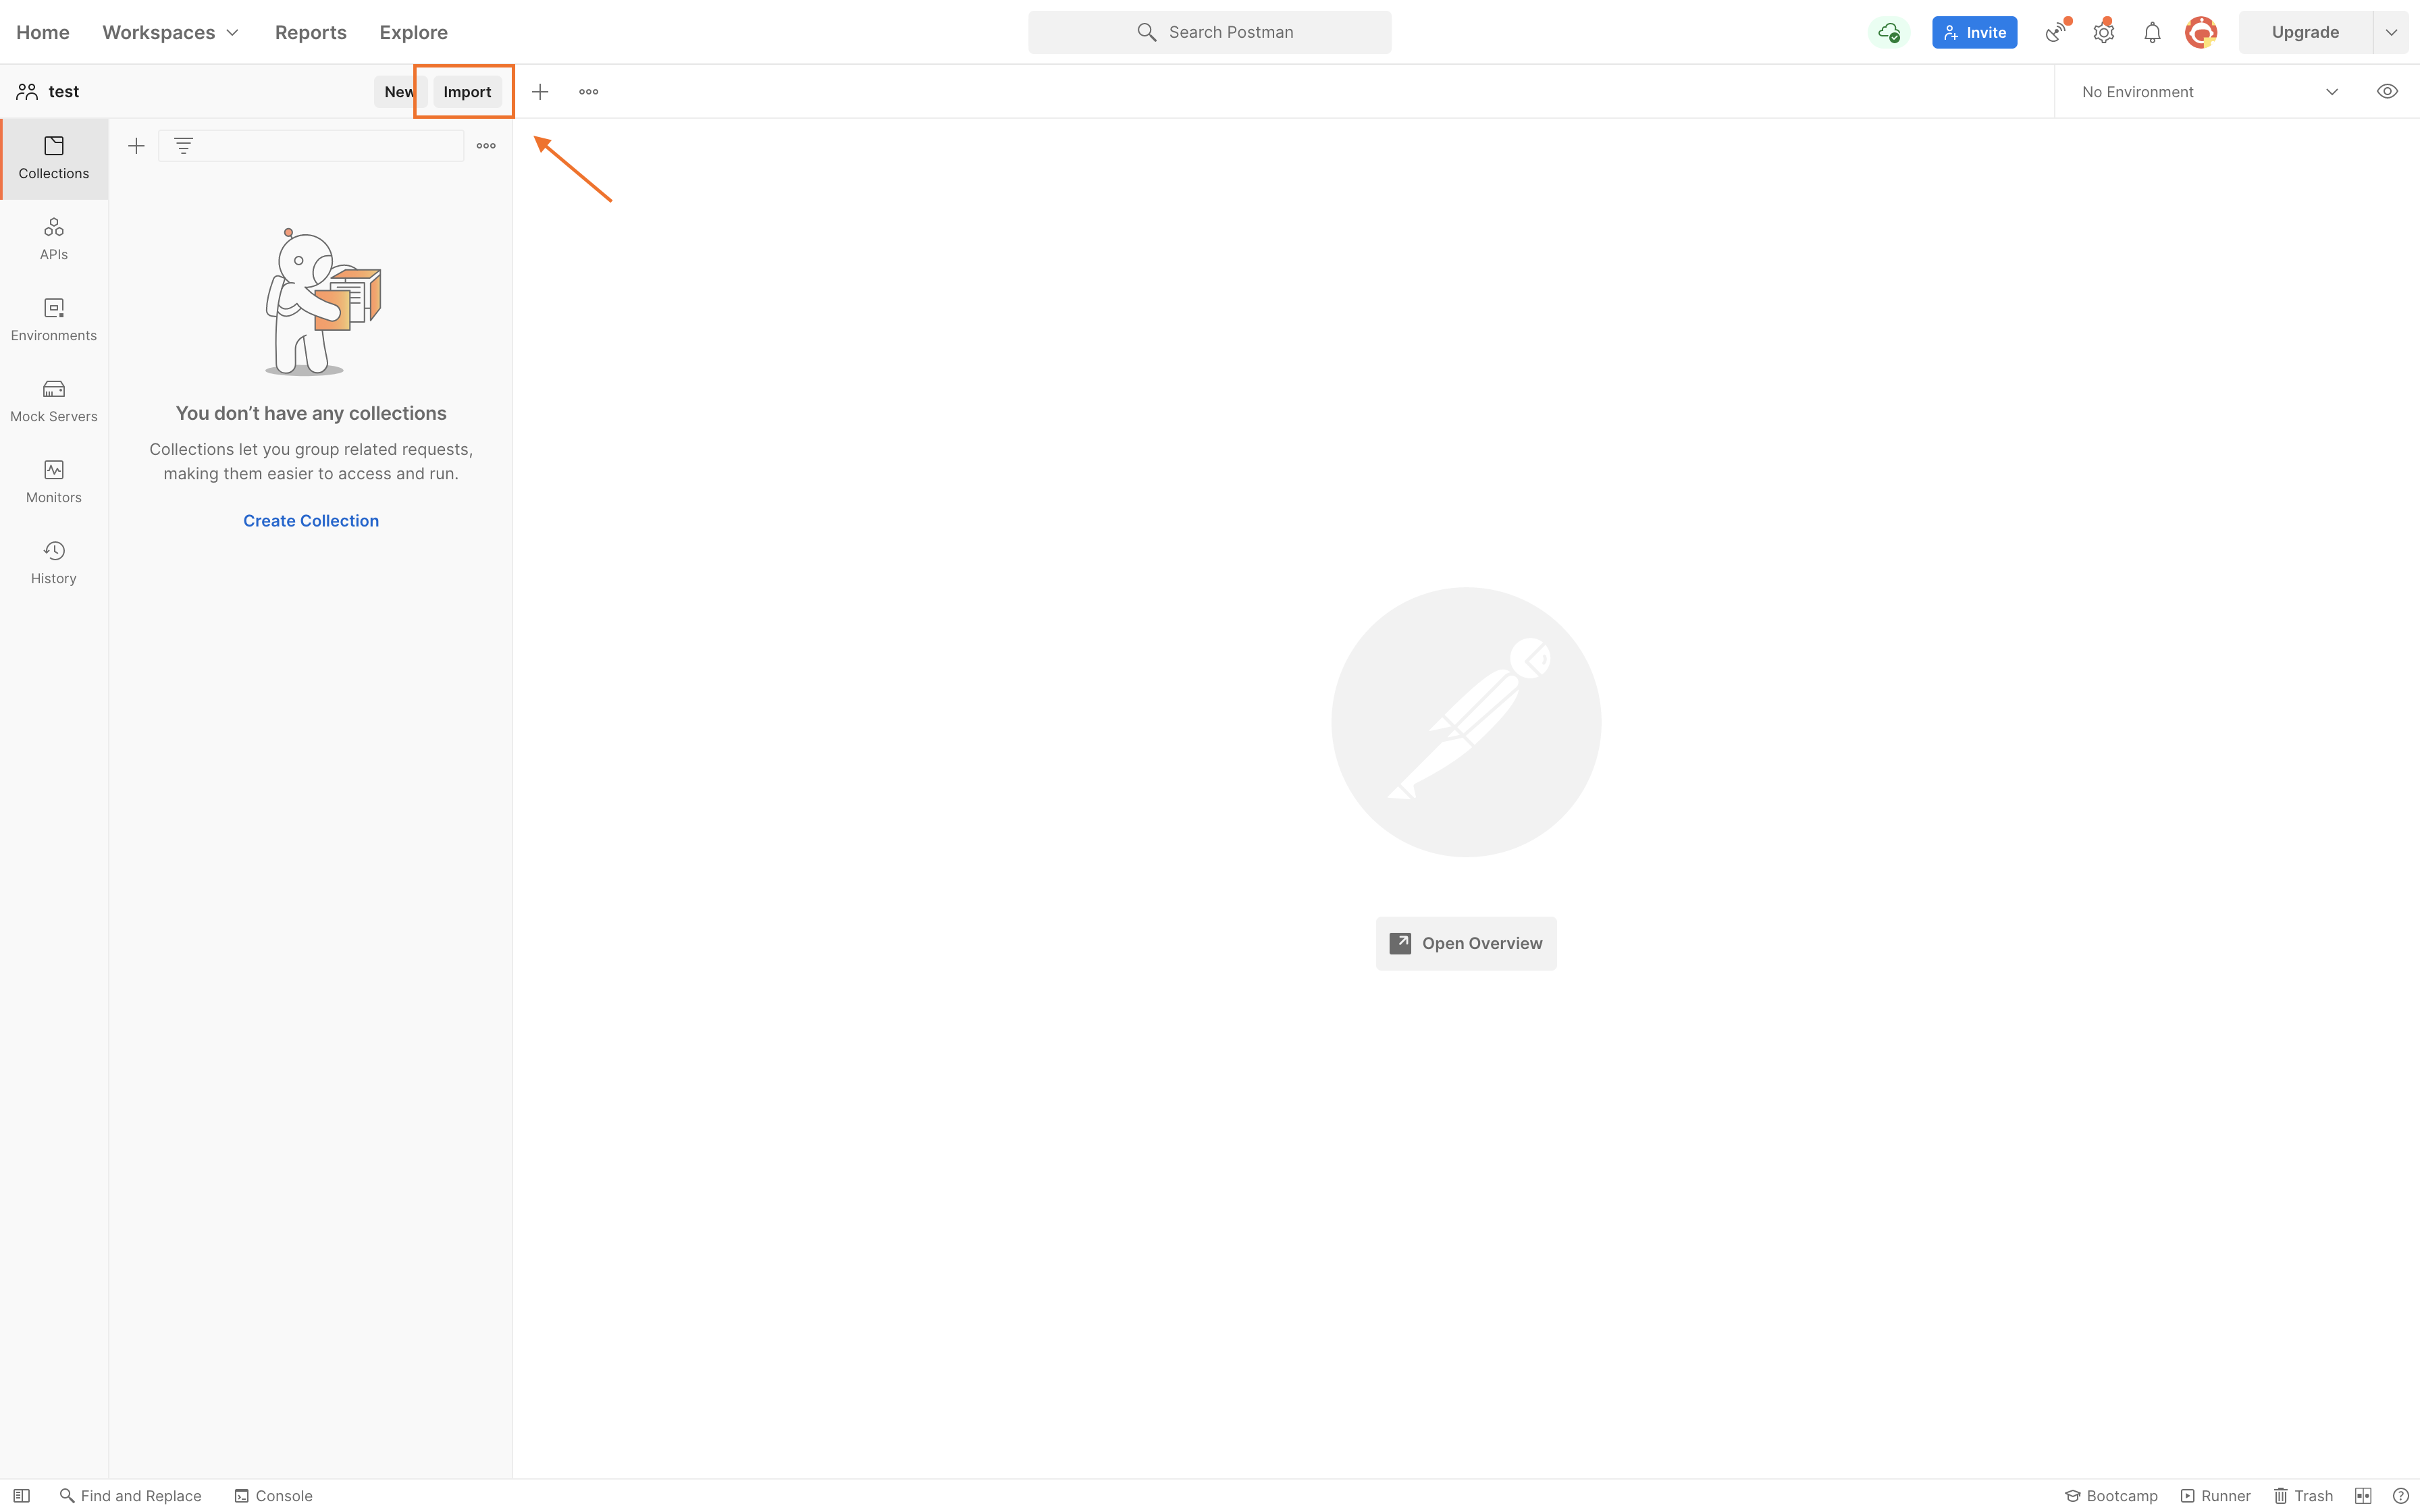 Home Workspaces Reports Explore
Search Postman
Invite
Upgrade
test
New Import
No Environment
Collections
APIs
Environments
Mock Servers
Monitors
History
You don’t have any collections
Collections let you group related requests,
making them easier to access and run.
Create Collection
Open Overview
Find and Replace Console
Bootcamp Runner Trash